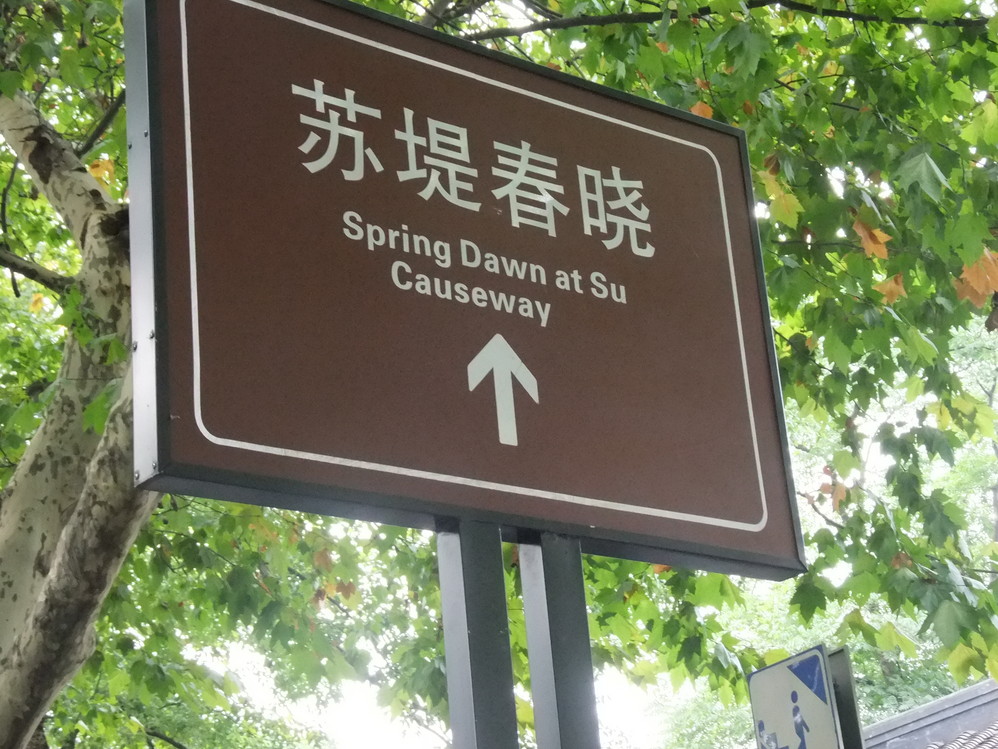 苏堤春晓
Spring Dawn at Su
Causeway